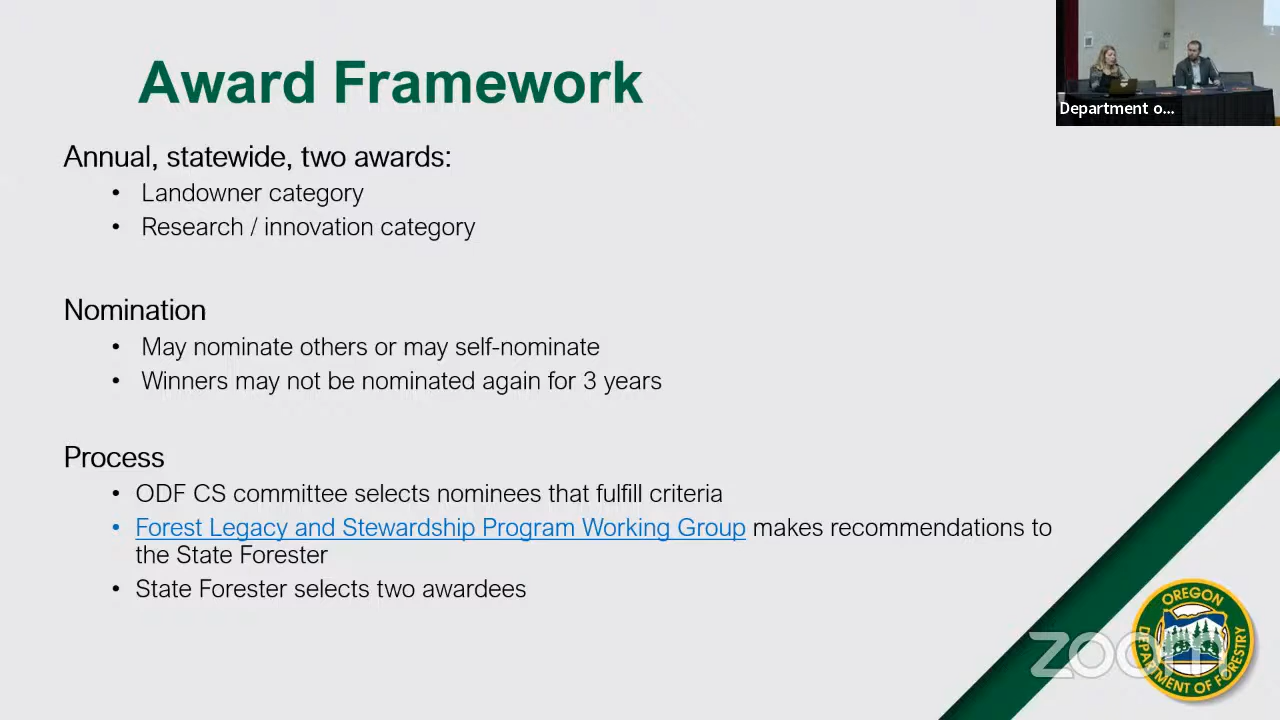 Award Framework
Department o...
Annual, statewide, two awards:
• Landowner category
• Research / innovation category
Nomination
• May nominate others or may self-nominate
• Winners may not be nominated again for 3 years
Process
• ODF CS committee selects nominees that fulfill criteria
• Forest Legacy and Stewardship Program Working Group makes recommendations to
the State Forester
• State Forester selects two awardees
OREGON
DEPARTMENT OF FORESTRY
zoom